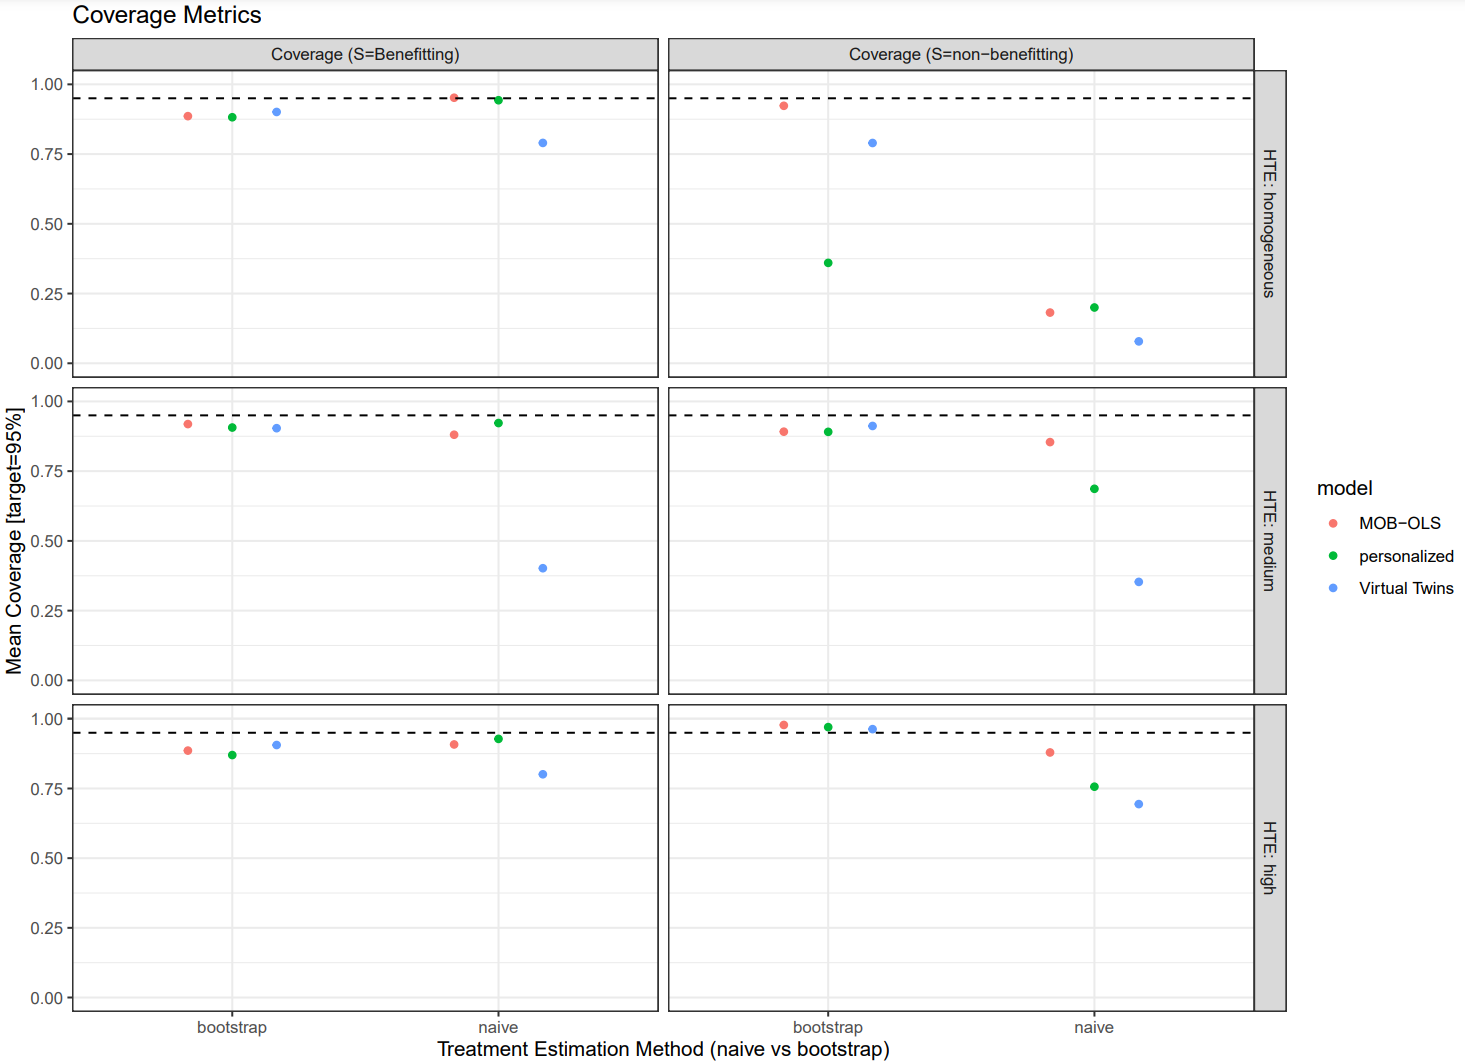 Coverage Metrics
Coverage (S=Benefitting)
Coverage (S=non−benefitting)
1.00
0.75
0.50
0.25
0.00
HTE: homogeneous
1.00
0.75
0.50
0.25
0.00
HTE: medium
1.00
0.75
0.50
0.25
0.00
HTE: high
Mean Coverage [target=95%]
bootstrap
naive
bootstrap
naive
Treatment Estimation Method (naive vs bootstrap)
model
MOB−OLS
personalized
Virtual Twins